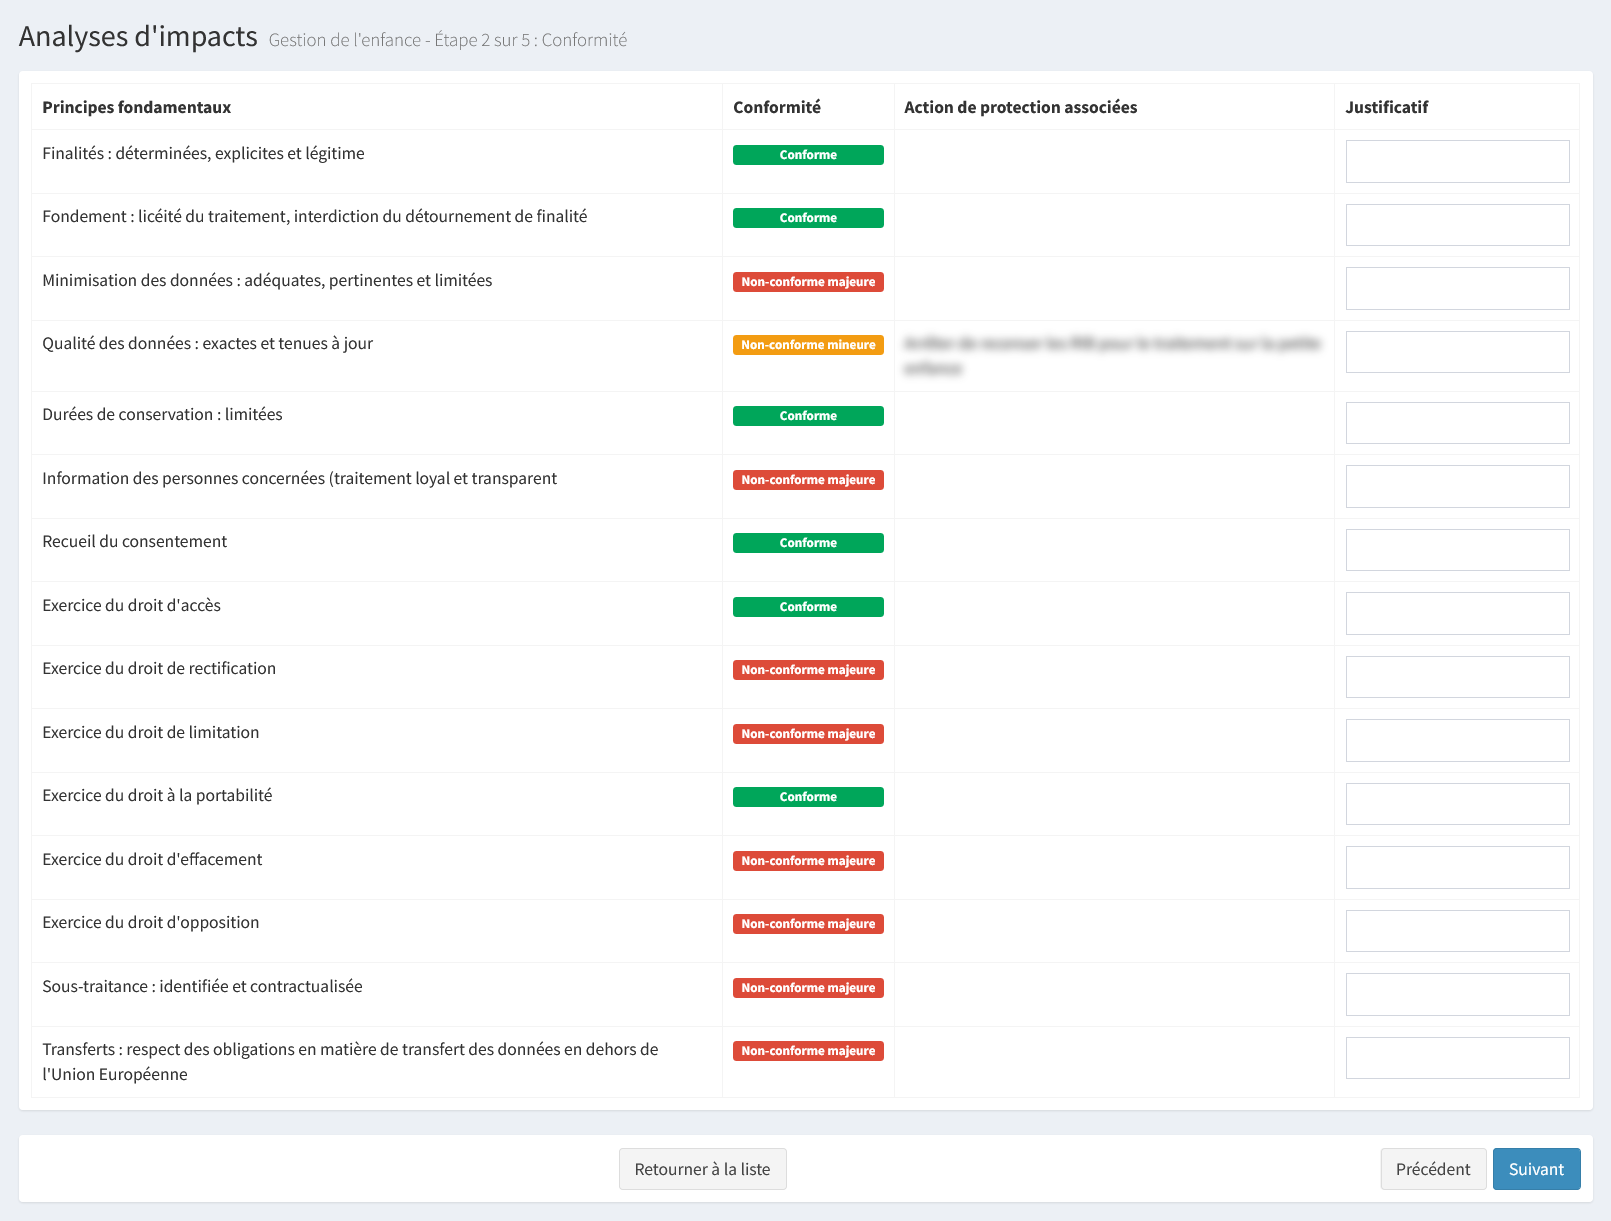 Analyses d'impacts Gestion de l'enfance - Étape 2 sur 5 : Conformité
Principes fondamentaux Conformité Action de protection associées Justificatif
Finalités : déterminées, explicites et légitime Conforme
Fondement : licéité du traitement, interdiction du détournement de finalité Conforme
Minimisation des données : adéquates, pertinentes et limitées Non-conforme majeure
Qualité des données : exactes et tenues à jour Non-conforme mineure
Durées de conservation : limitées Conforme
Information des personnes concernées (traitement loyal et transparent Non-conforme majeure
Recueil du consentement Conforme
Exercice du droit d'accès Conforme
Exercice du droit de rectification Non-conforme majeure
Exercice du droit de limitation Non-conforme majeure
Exercice du droit à la portabilité Conforme
Exercice du droit d'effacement Non-conforme majeure
Exercice du droit d'opposition Non-conforme majeure
Sous-traitance : identifiée et contractualisée Non-conforme majeure
Transferts : respect des obligations en matière de transfert des données en dehors de Non-conforme majeure
l'Union Européenne
Retourner à la liste Précédent Suivant